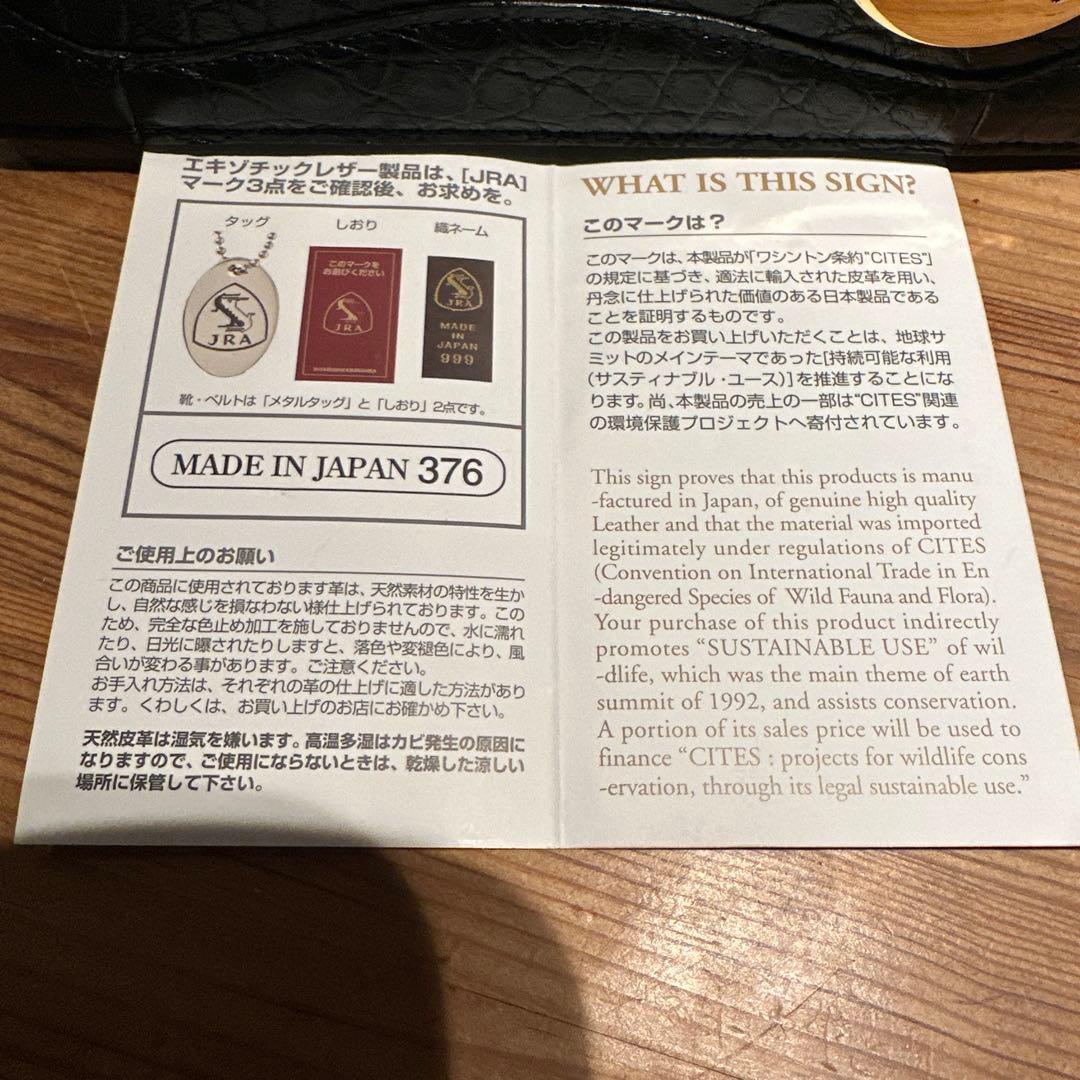 エキゾチックレザー製品は、[JRA]
マーク3点をご確認後、お求めを。
タッグ
しおり
織ネーム
JRA
このマークを
お選びください
JRA
JRA
MADE
IN
JAPAN
999
靴・ベルトは「メタルタッグ」と「しおり」2点です。
MADE IN JAPAN 376
ご使用上のお願い
この商品に使用されております革は、天然素材の特性を生か
し、自然な感じを損なわない様仕上げられております。この
ため、完全な色止め加工を施しておりませんので、水に濡れ
たり、日光に曝されたりしますと、落色や変褪色により、風
合いが変わる事があります。ご注意ください。
お手入れ方法は、それぞれの革の仕上げに適した方法があり
ます。くわしくは、お買い上げのお店にお確かめ下さい。
天然皮革は湿気を嫌います。高温多湿はカビ発生の原因に
なりますので、ご使用にならないときは、乾燥した涼しい
場所に保管して下さい。
WHAT IS THIS SIGN?
このマークは?
このマークは、本製品が「ワシントン条約"CITES"」
の規定に基づき、適法に輸入された皮革を用い、
丹念に仕上げられた価値のある日本製品である
ことを証明するものです。
この製品をお買い上げいただくことは、地球サ
ミットのメインテーマであった[持続可能な利用
(サスティナブル・ユース)]を推進することにな
ります。尚、本製品の売上の一部は"CITES"関連
の環境保護プロジェクトへ寄付されています。
This sign proves that this products is manu
-factured in Japan, of genuine high quality
Leather and that the material was imported
legitimately under regulations of CITES
(Convention on International Trade in En
-dangered Species of Wild Fauna and Flora).
Your purchase of this product indirectly
promotes “SUSTAINABLE USE” of wil
-dlife, which was the main theme of earth
summit of 1992, and assists conservation.
A portion of its sales price will be used to
finance “CITES : projects for wildlife cons
-ervation, through its legal sustainable use.”